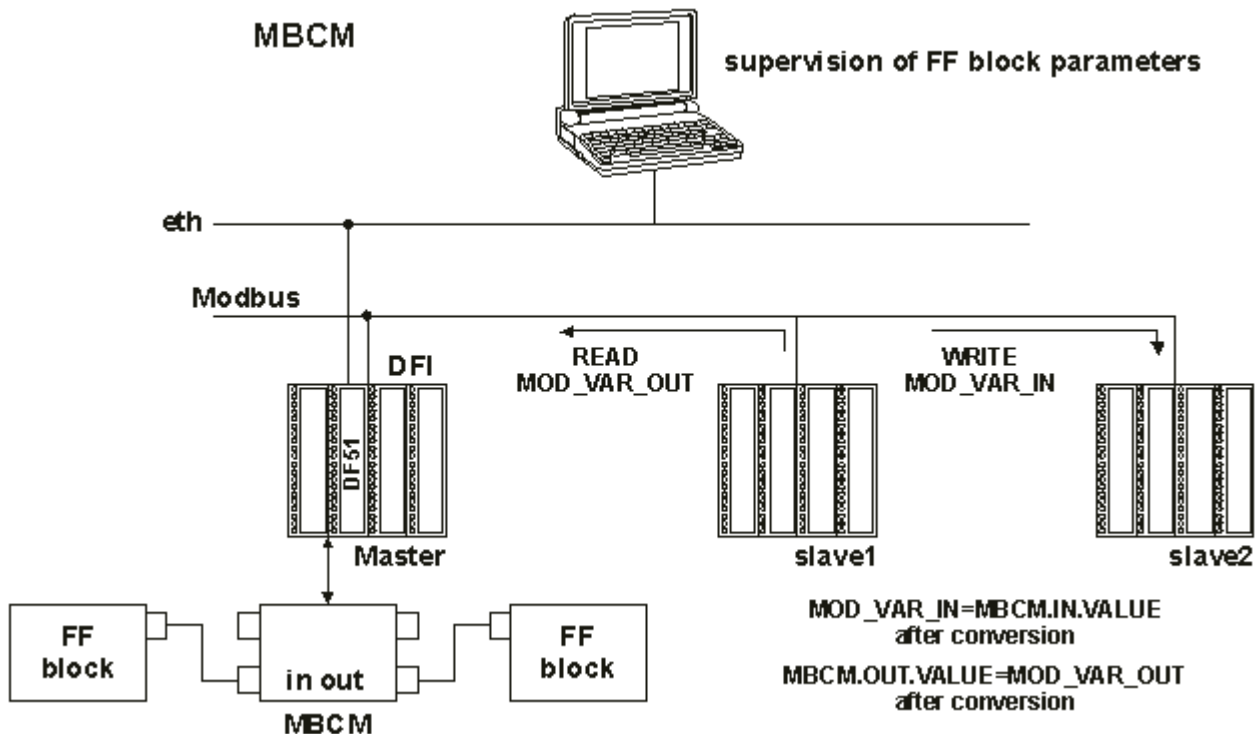 MBCM
supervision of FF block parameters
eth
Modbus
DFI
READ
MOD_VAR_OUT
WRITE
MOD_VAR_IN
DF51
Master
slave1
slave2
FF
block
in out
MBCM
FF
block
MOD_VAR_IN=MBCM.IN.VALUE
after conversion
MBCM.OUT.VALUE=MOD_VAR_OUT
after conversion